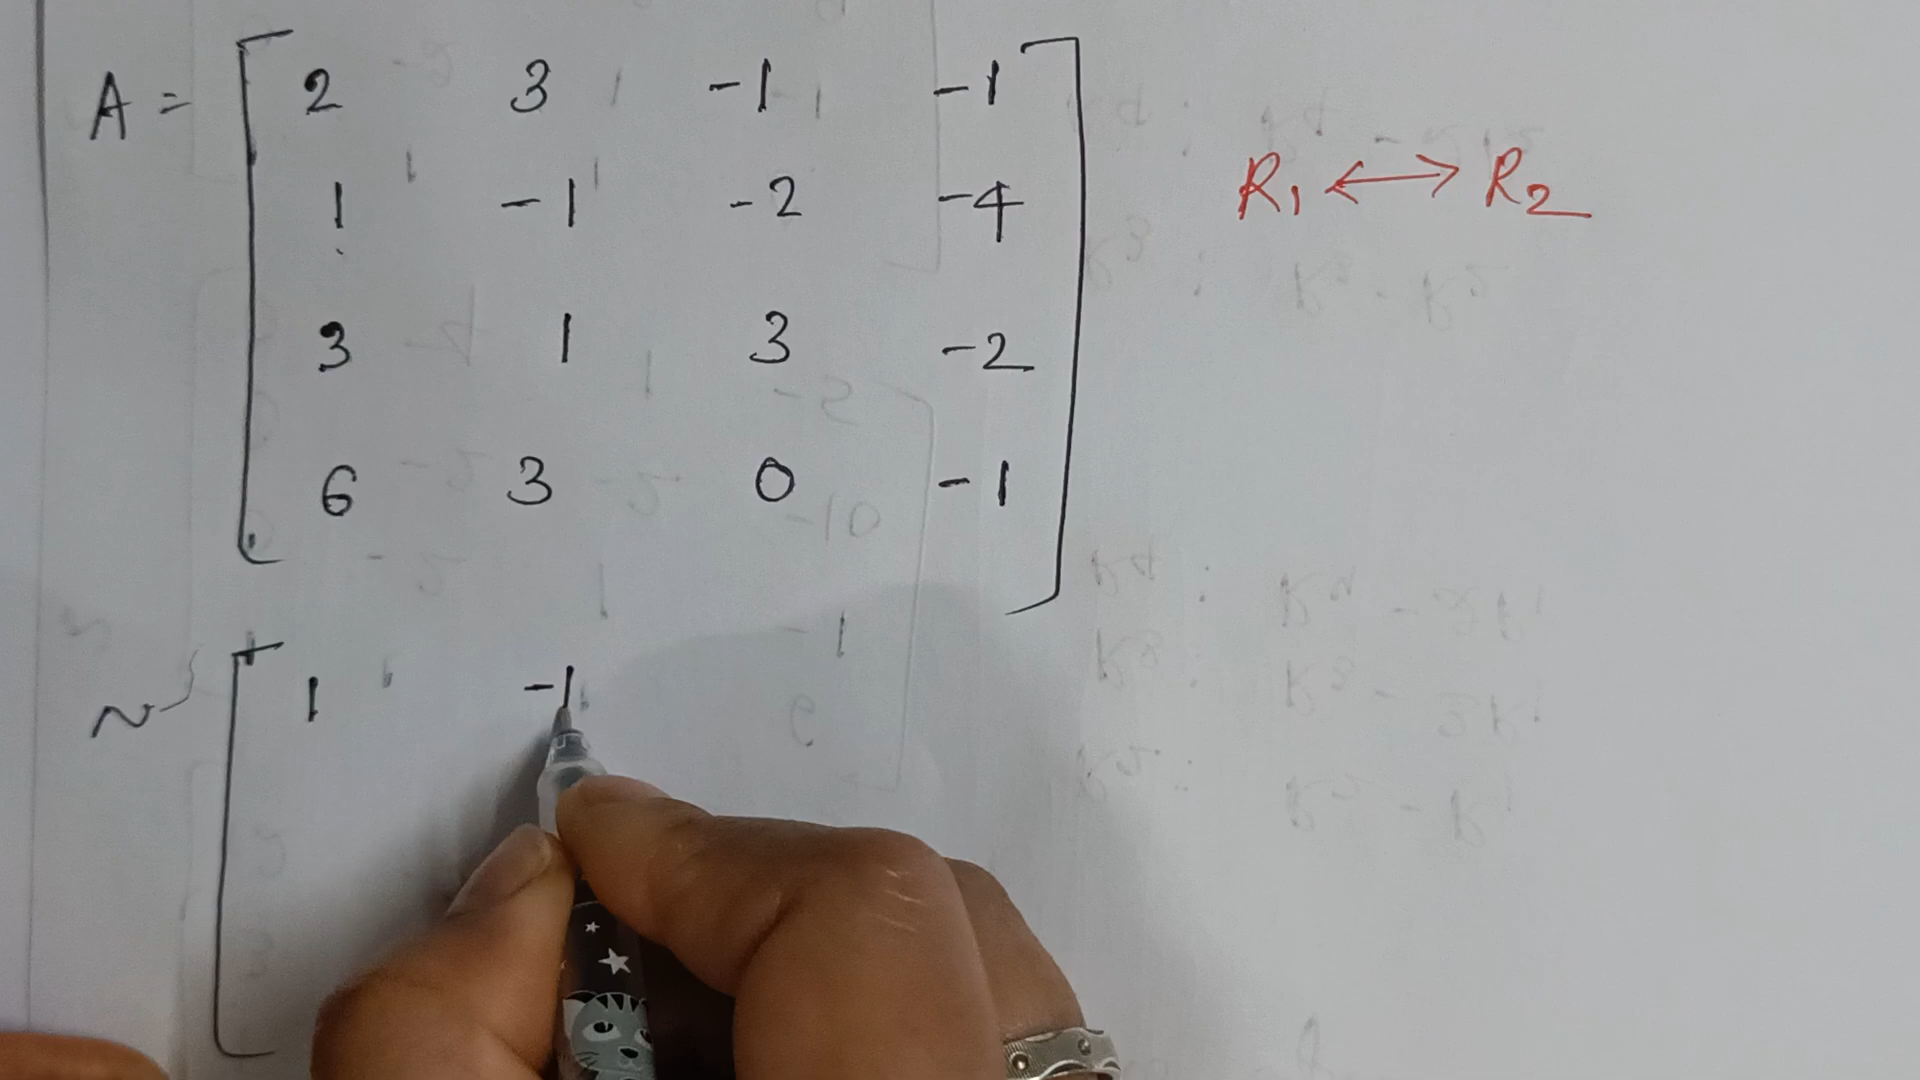 A = [ 2 3 -1 -1
1 -1 -2 -4
3 1 3 -2
6 3 0 -1 ]
R1 ↔ R2
~ [ 1 -1